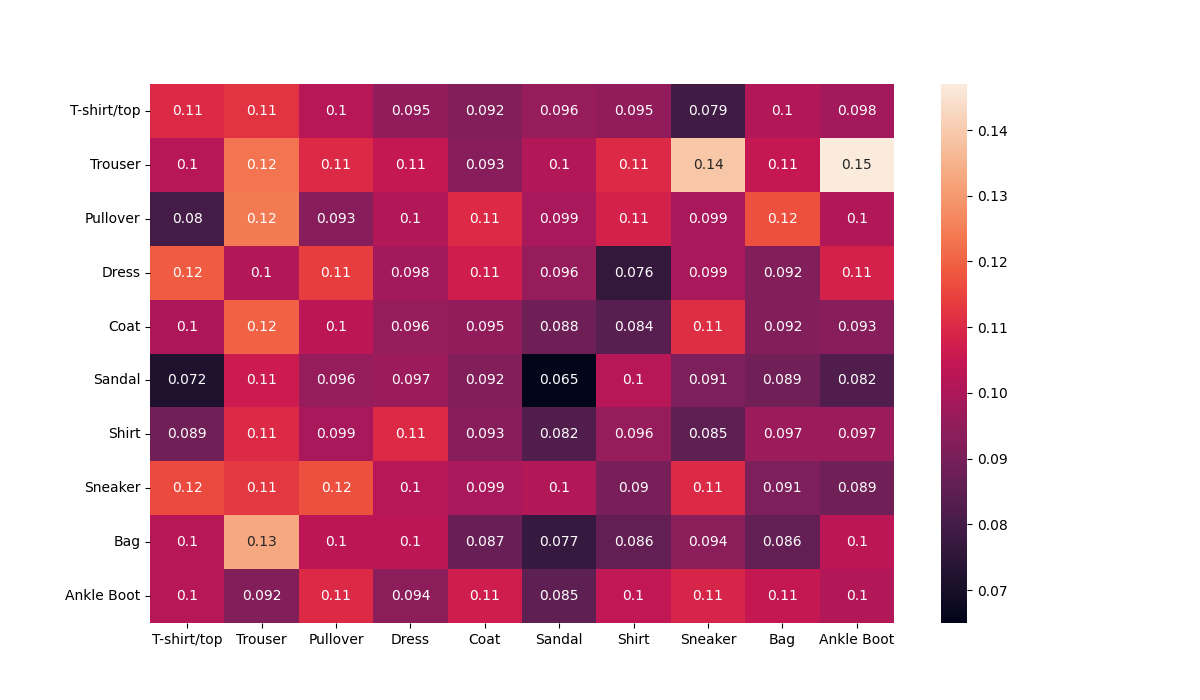 T-shirt/top 0.11 0.11 0.1 0.095 0.092 0.096 0.095 0.079 0.1 0.098
Trouser 0.1 0.12 0.11 0.11 0.093 0.1 0.11 0.14 0.11 0.15
Pullover 0.08 0.12 0.093 0.1 0.11 0.099 0.11 0.099 0.12 0.1
Dress 0.12 0.1 0.11 0.098 0.11 0.096 0.076 0.099 0.092 0.11
Coat 0.1 0.12 0.1 0.096 0.095 0.088 0.084 0.11 0.092 0.093
Sandal 0.072 0.11 0.096 0.097 0.092 0.065 0.1 0.091 0.089 0.082
Shirt 0.089 0.11 0.099 0.11 0.093 0.082 0.096 0.085 0.097 0.097
Sneaker 0.12 0.11 0.12 0.1 0.099 0.1 0.09 0.11 0.091 0.089
Bag 0.1 0.13 0.1 0.1 0.087 0.077 0.086 0.094 0.086 0.1
Ankle Boot 0.1 0.092 0.11 0.094 0.11 0.085 0.1 0.11 0.11 0.1
T-shirt/top Trouser Pullover Dress Coat Sandal Shirt Sneaker Bag Ankle Boot
0.14
0.13
0.12
0.11
0.10
0.09
0.08
0.07